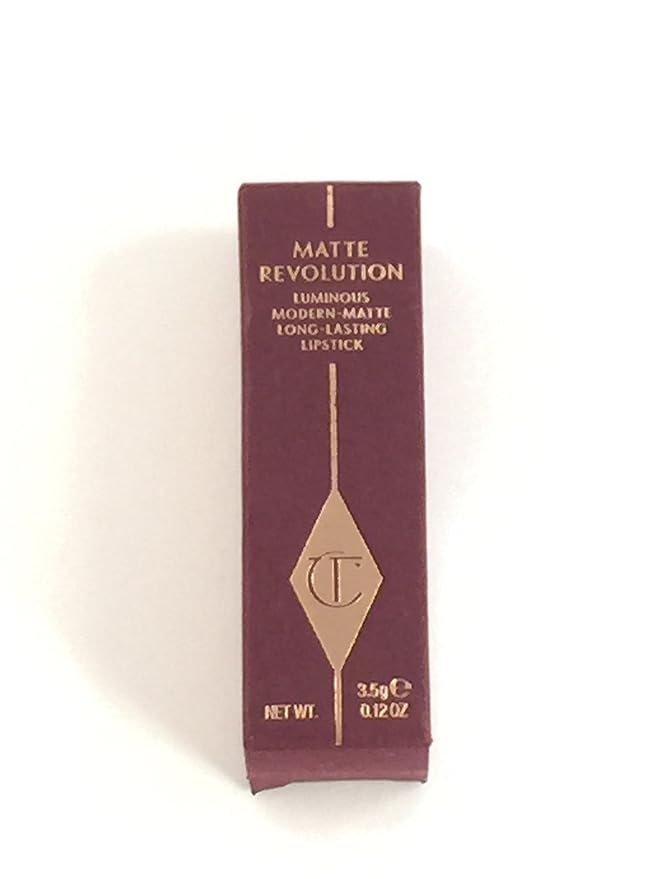 MATTE
REVOLUTION
LUMINOUS
MODERN-MATTE
LONG-LASTING
LIPSTICK
CT
3.5g℮
NET WT. 0.12 OZ